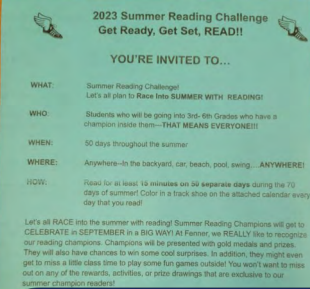 2023 Summer Reading Challenge
Get Ready, Get Set, READ!!
YOU'RE INVITED TO...
WHAT: Summer Reading Challenge!
Let's all plan to Race Into SUMMER WITH READING!
WHO: Students who will be going into 3rd- 6th Grades who have a
champion inside them—THAT MEANS EVERYONE!!!
WHEN: 50 days throughout the summer
WHERE: Anywhere--In the backyard, car, beach, pool, swing,... ANYWHERE!
HOW: Read for at least 15 minutes on 50 separate days during the 70
days of summer! Color in a track shoe on the attached calendar every
day that you read!
Let's all RACE into the summer with reading! Summer Reading Champions will get to
CELEBRATE in SEPTEMBER in a BIG WAY! At Fenner, we REALLY like to recognize
our reading champions. Champions will be presented with gold medals and prizes.
They will also have chances to win some cool surprises. In addition, they might even
get to miss a little class time to play some fun games outside! You won't want to miss
out on any of the rewards, activities, or prize drawings that are exclusive to our
summer champion readers!